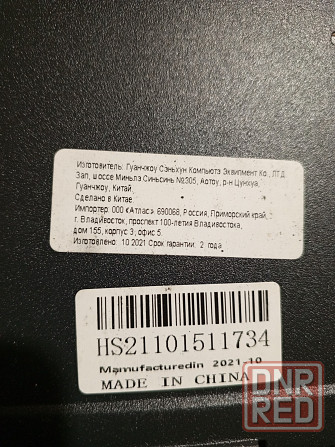 Изготовитель: Гуанчжоу Сэньхун Компьютэ Эквипмент Ко., ЛТД
Зап, шоссе Миньлэ Синьсинь №305, Аотоу, р-н Цунхуа,
Гуанчжоу, Китай
Сделано в Китае
Импортер: ООО «Атлас» 690068, Россия, Приморский край,
г. Владивосток, проспект 100-летия Владивостока,
дом 155, корпус 3, офис 5.
Изготовлено: 10.2021 Срок гарантии: 2 года
HS21101511734
Mamufacturedin 2021-10
MADE IN CHINA
DNR
RED